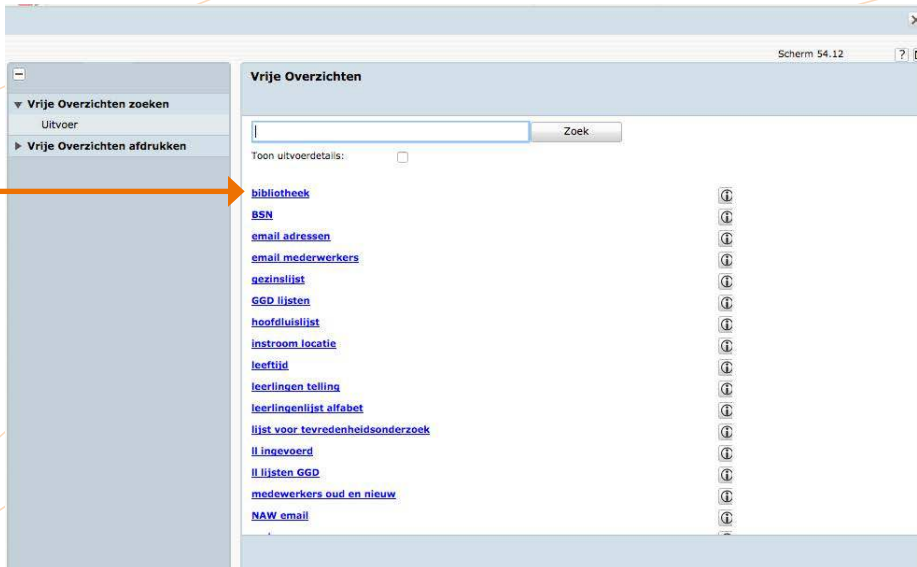 Scherm 54.12
Vrije Overzichten zoeken
Uitvoer
Vrije Overzichten afdrukken
Vrije Overzichten
Zoek
Toon uitvoerdetails:
bibliotheek
BSN
email adressen
email mederwerkers
gezinslijst
GGD lijsten
hoofdluislijst
instroom locatie
leeftijd
leerlingen telling
leerlingenlijst alfabet
lijst voor tevredenheidsonderzoek
ll ingevoerd
ll lijsten GGD
medewerkers oud en nieuw
NAW email